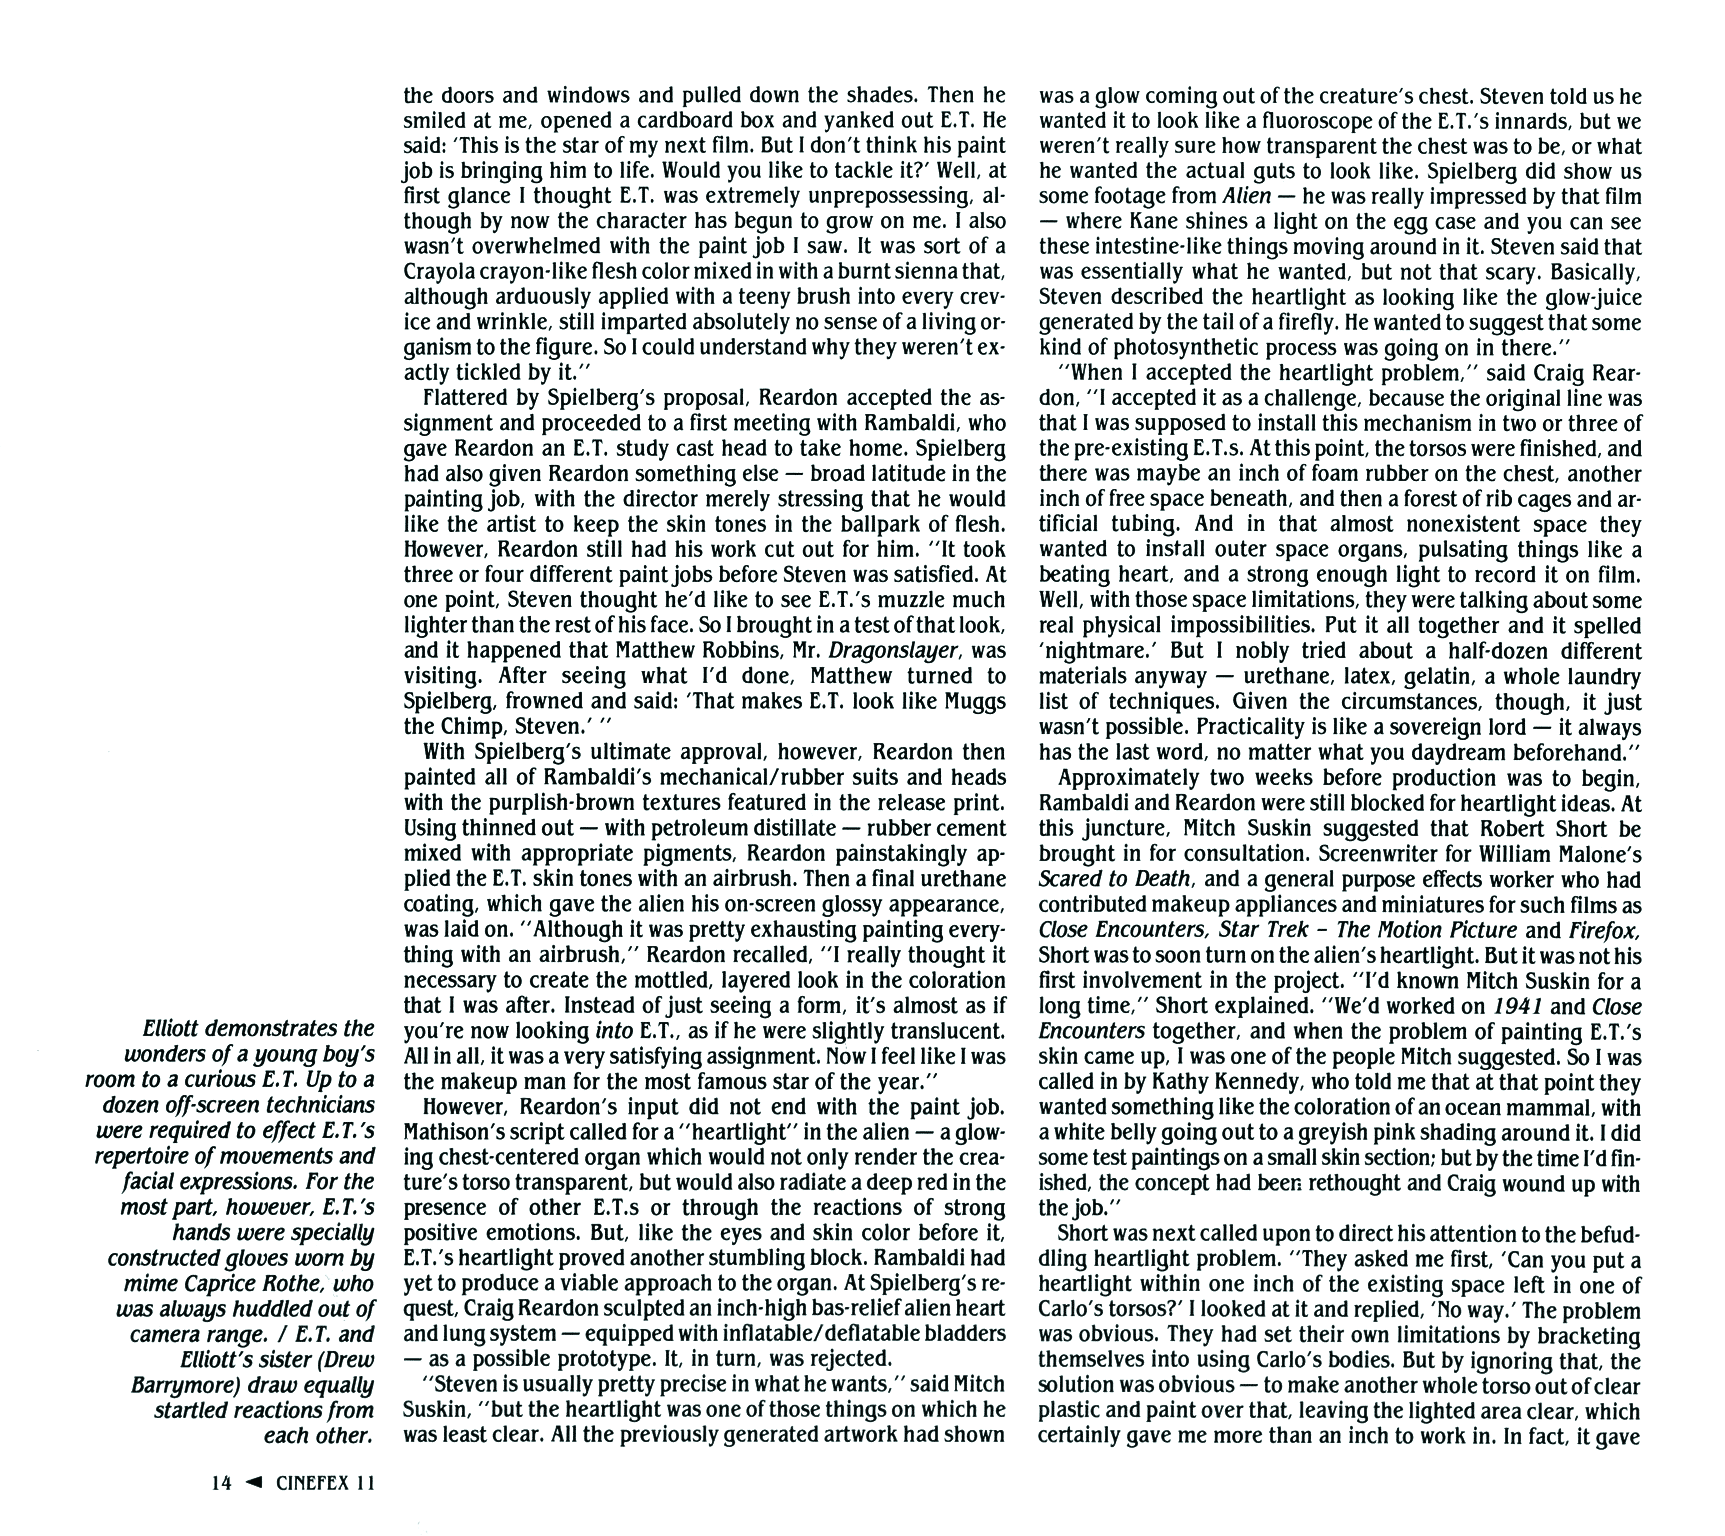 the doors and windows and pulled down the shades. Then he
smiled at me, opened a cardboard box and yanked out E.T. He
said: 'This is the star of my next film. But I don't think his paint
job is bringing him to life. Would you like to tackle it?' Well, at
first glance I thought E.T. was extremely unprepossessing, al-
though by now the character has begun to grow on me. I also
wasn't overwhelmed with the paint job I saw. It was sort of a
Crayola crayon-like flesh color mixed in with a burnt sienna that,
although arduously applied with a teeny brush into every crev-
ice and wrinkle, still imparted absolutely no sense of a living or-
ganism to the figure. So I could understand why they weren't ex-
actly tickled by it."
Flattered by Spielberg's proposal, Reardon accepted the as-
signment and proceeded to a first meeting with Rambaldi, who
gave Reardon an E.T. study cast head to take home. Spielberg
had also given Reardon something else — broad latitude in the
painting job, with the director merely stressing that he would
like the artist to keep the skin tones in the ballpark of flesh.
However, Reardon still had his work cut out for him. "It took
three or four different paint jobs before Steven was satisfied. At
one point, Steven thought he'd like to see E.T.'s muzzle much
lighter than the rest of his face. So I brought in a test of that look,
and it happened that Matthew Robbins, Mr. Dragonslayer, was
visiting. After seeing what I'd done, Matthew turned to
Spielberg, frowned and said: 'That makes E.T. look like Muggs
the Chimp, Steven.' "
With Spielberg's ultimate approval, however, Reardon then
painted all of Rambaldi's mechanical/rubber suits and heads
with the purplish-brown textures featured in the release print.
Using thinned out — with petroleum distillate — rubber cement
mixed with appropriate pigments, Reardon painstakingly ap-
plied the E.T. skin tones with an airbrush. Then a final urethane
coating, which gave the alien his on-screen glossy appearance,
was laid on. "Although it was pretty exhausting painting every-
thing with an airbrush," Reardon recalled, "I really thought it
necessary to create the mottled, layered look in the coloration
that I was after. Instead of just seeing a form, it's almost as if
you're now looking into E.T., as if he were slightly translucent.
All in all, it was a very satisfying assignment. Now I feel like I was
the makeup man for the most famous star of the year."
However, Reardon's input did not end with the paint job.
Mathison's script called for a "heartlight" in the alien — a glow-
ing chest-centered organ which would not only render the crea-
ture's torso transparent, but would also radiate a deep red in the
presence of other E.T.s or through the reactions of strong
positive emotions. But, like the eyes and skin color before it,
E.T.'s heartlight proved another stumbling block. Rambaldi had
yet to produce a viable approach to the organ. At Spielberg's re-
quest, Craig Reardon sculpted an inch-high bas-relief alien heart
and lung system — equipped with inflatable/deflatable bladders
— as a possible prototype. It, in turn, was rejected.
"Steven is usually pretty precise in what he wants," said Mitch
Suskin, "but the heartlight was one of those things on which he
was least clear. All the previously generated artwork had shown
was a glow coming out of the creature's chest. Steven told us he
wanted it to look like a fluoroscope of the E.T.'s innards, but we
weren't really sure how transparent the chest was to be, or what
he wanted the actual guts to look like. Spielberg did show us
some footage from Alien — he was really impressed by that film
— where Kane shines a light on the egg case and you can see
these intestine-like things moving around in it. Steven said that
was essentially what he wanted, but not that scary. Basically,
Steven described the heartlight as looking like the glow-juice
generated by the tail of a firefly. He wanted to suggest that some
kind of photosynthetic process was going on in there."
"When I accepted the heartlight problem," said Craig Rear-
don, "I accepted it as a challenge, because the original line was
that I was supposed to install this mechanism in two or three of
the pre-existing E.T.s. At this point, the torsos were finished, and
there was maybe an inch of foam rubber on the chest, another
inch of free space beneath, and then a forest of rib cages and ar-
tificial tubing. And in that almost nonexistent space they
wanted to install outer space organs, pulsating things like a
beating heart, and a strong enough light to record it on film.
Well, with those space limitations, they were talking about some
real physical impossibilities. Put it all together and it spelled
'nightmare.' But I nobly tried about a half-dozen different
materials anyway — urethane, latex, gelatin, a whole laundry
list of techniques. Given the circumstances, though, it just
wasn't possible. Practicality is like a sovereign lord — it always
has the last word, no matter what you daydream beforehand."
Approximately two weeks before production was to begin,
Rambaldi and Reardon were still blocked for heartlight ideas. At
this juncture, Mitch Suskin suggested that Robert Short be
brought in for consultation. Screenwriter for William Malone's
Scared to Death, and a general purpose effects worker who had
contributed makeup appliances and miniatures for such films as
Close Encounters, Star Trek – The Motion Picture and Firefox,
Short was to soon turn on the alien's heartlight. But it was not his
first involvement in the project. "I'd known Mitch Suskin for a
long time," Short explained. "We'd worked on 1941 and Close
Encounters together, and when the problem of painting E.T.'s
skin came up, I was one of the people Mitch suggested. So I was
called in by Kathy Kennedy, who told me that at that point they
wanted something like the coloration of an ocean mammal, with
a white belly going out to a greyish pink shading around it. I did
some test paintings on a small skin section; but by the time I'd fin-
ished, the concept had been rethought and Craig wound up with
the job."
Short was next called upon to direct his attention to the befud-
dling heartlight problem. "They asked me first, 'Can you put a
heartlight within one inch of the existing space left in one of
Carlo's torsos?' I looked at it and replied, 'No way.' The problem
was obvious. They had set their own limitations by bracketing
themselves into using Carlo's bodies. But by ignoring that, the
solution was obvious — to make another whole torso out of clear
plastic and paint over that, leaving the lighted area clear, which
certainly gave me more than an inch to work in. In fact, it gave
Elliott demonstrates the
wonders of a young boy's
room to a curious E.T. Up to a
dozen off-screen technicians
were required to effect E.T.'s
repertoire of movements and
facial expressions. For the
most part, however, E.T.'s
hands were specially
constructed gloves worn by
mime Caprice Rothe, who
was always huddled out of
camera range. / E.T. and
Elliott's sister (Drew
Barrymore) draw equally
startled reactions from
each other.
14 ◄ CINEFEX 11